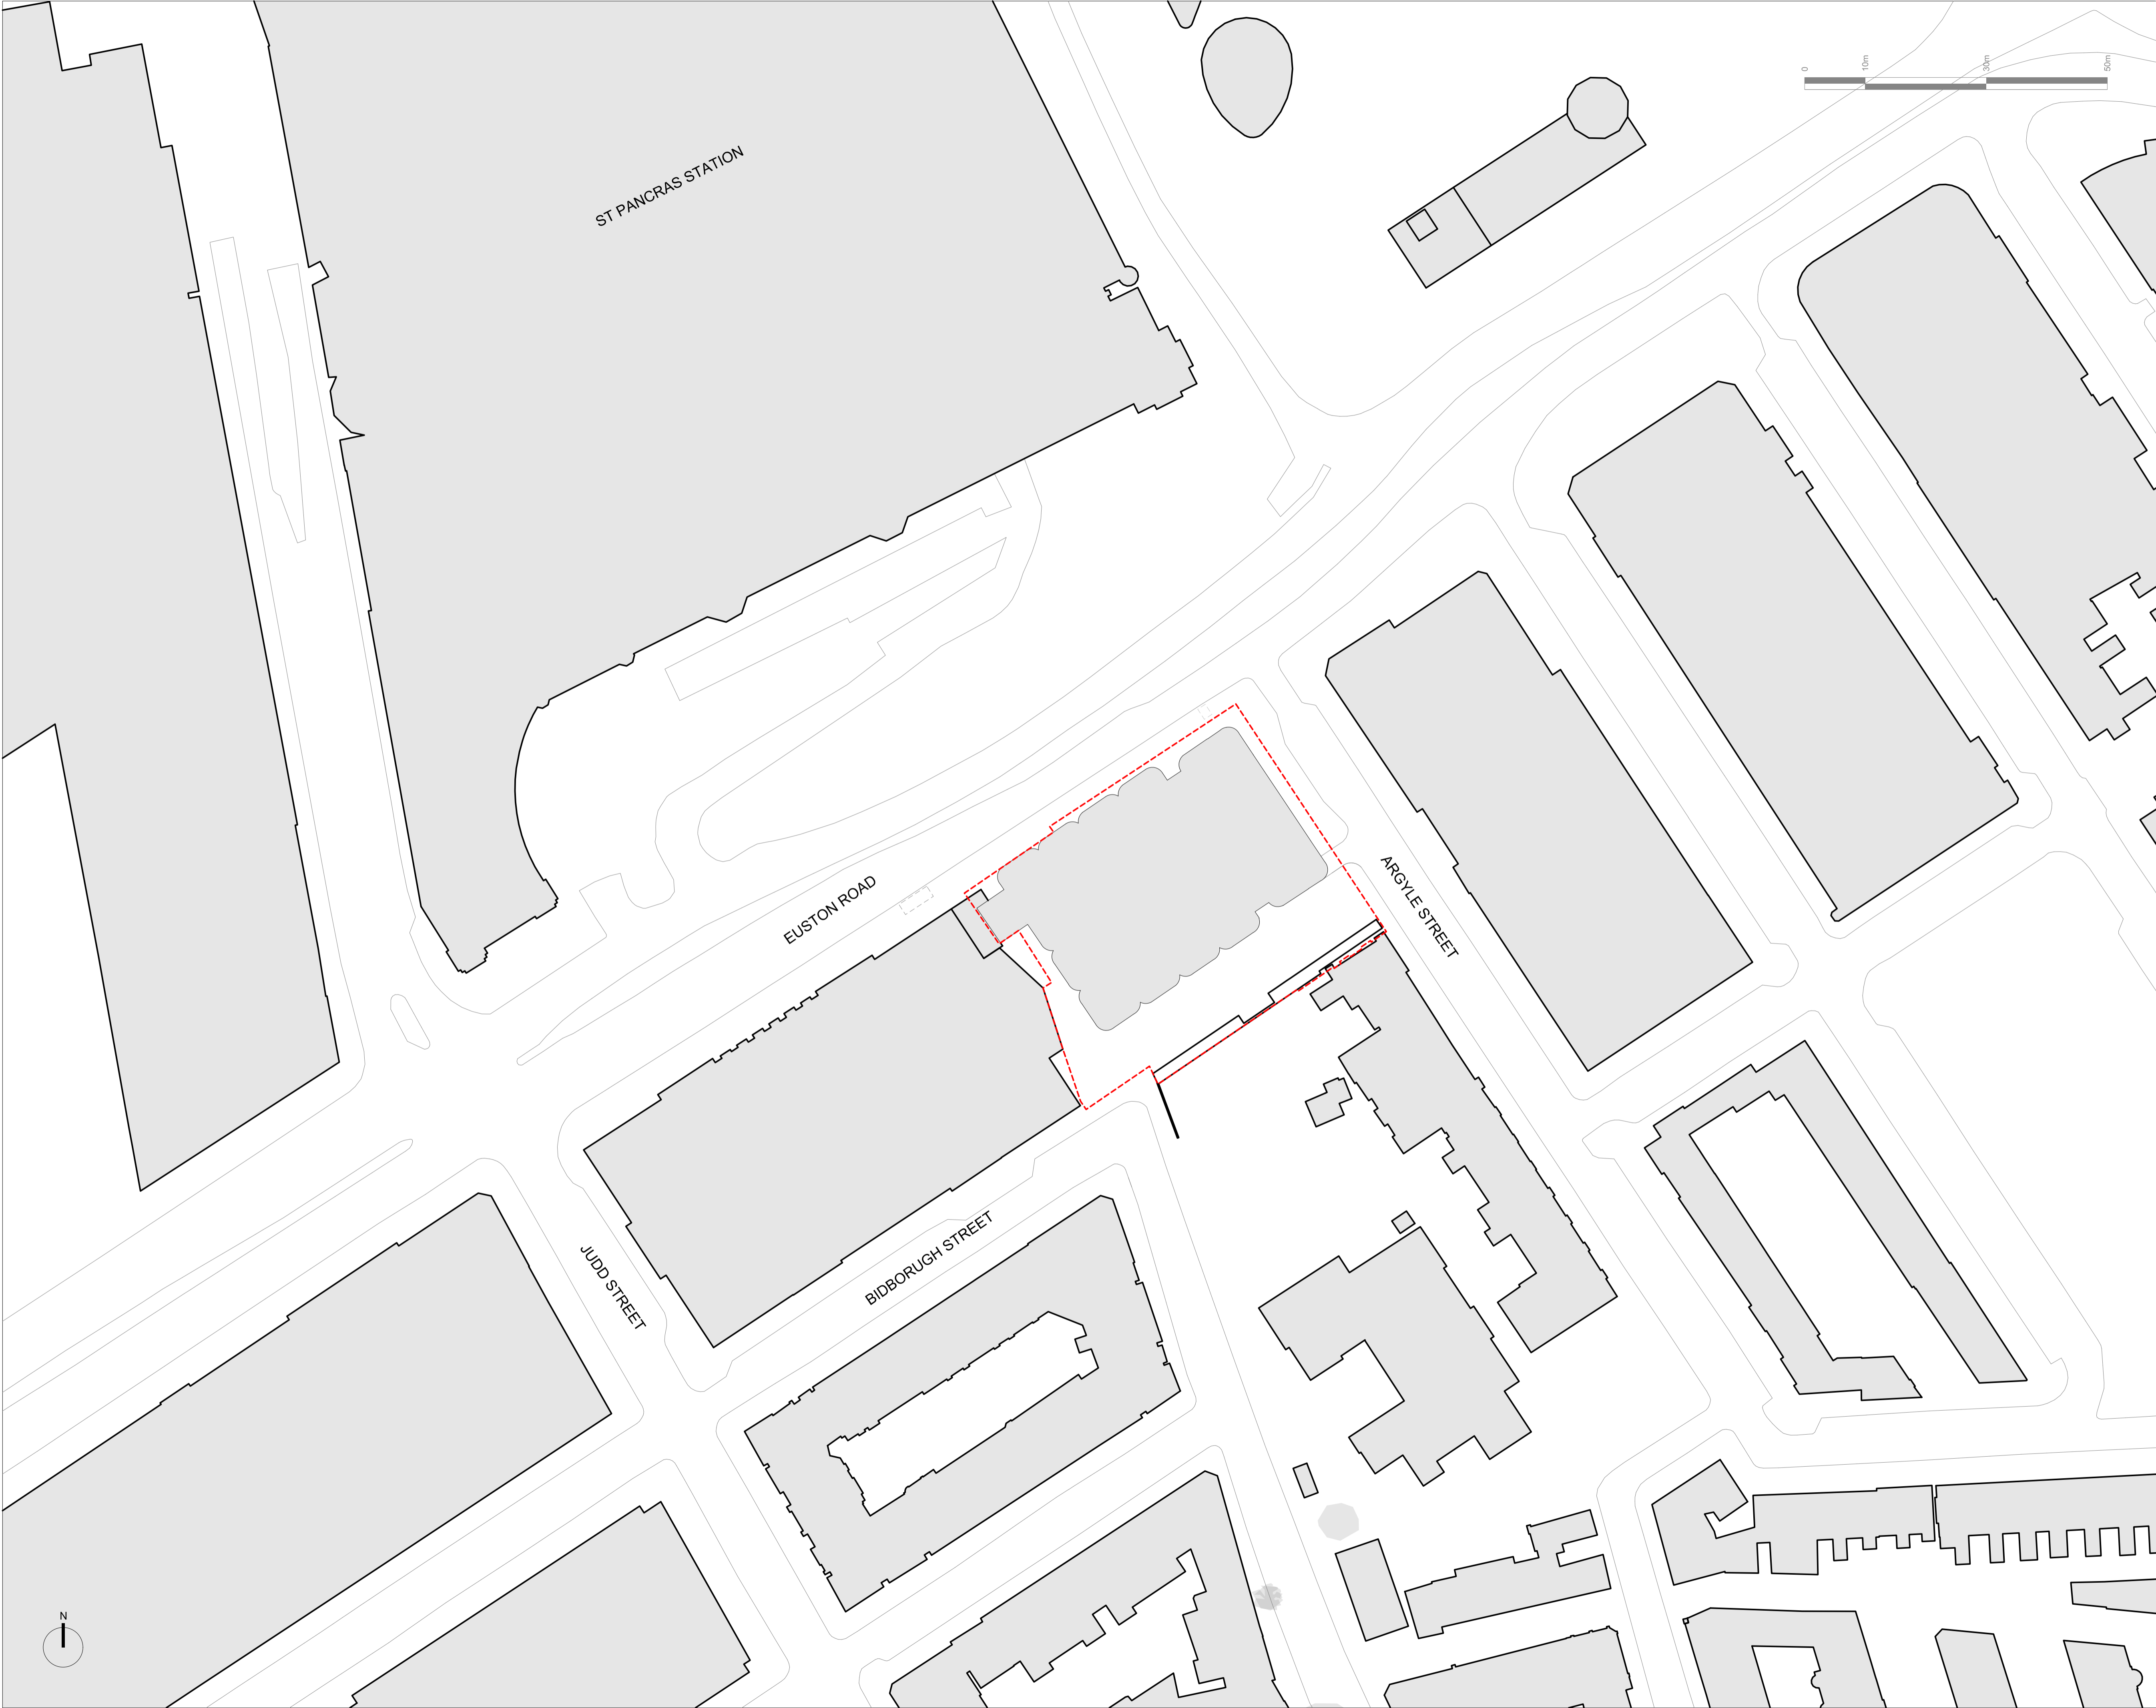 0
10m
30m
50m
ST PANCRAS STATION
EUSTON ROAD
ARGYLE STREET
BIDBOROUGH STREET
JUDD STREET
N